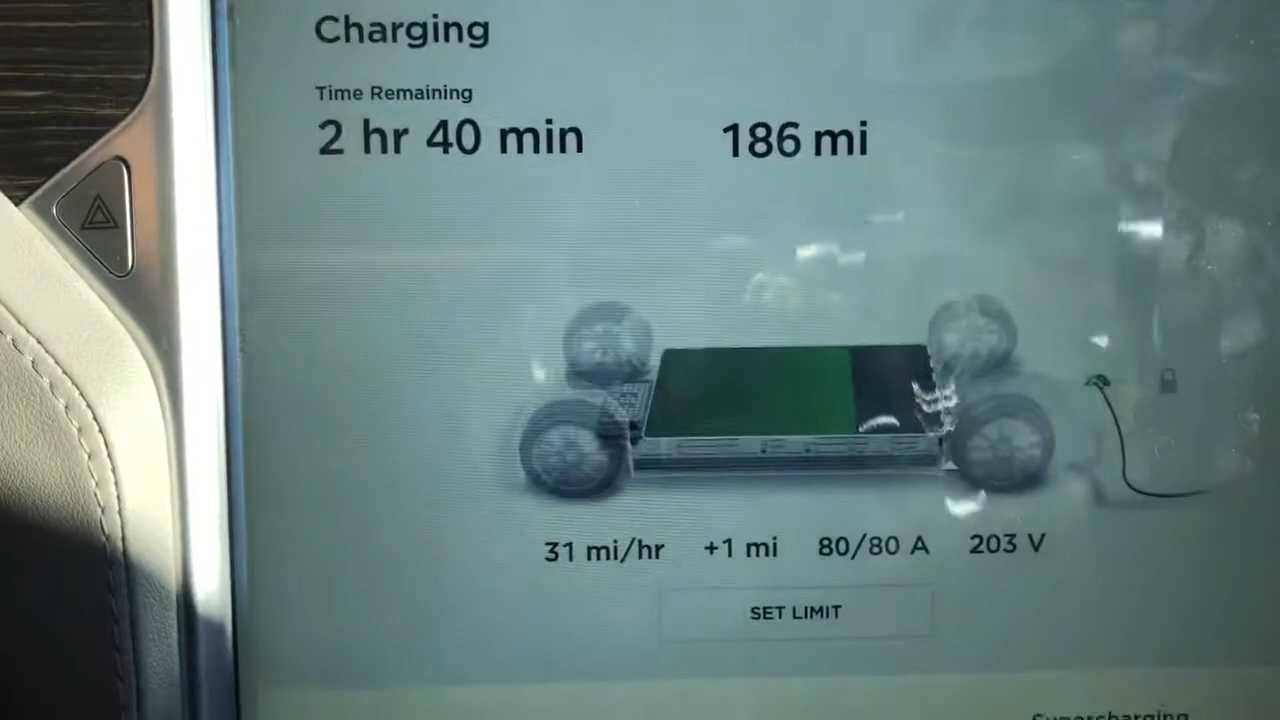 Charging
Time Remaining
2 hr 40 min 186 mi
31 mi/hr +1 mi 80/80 A 203 V
SET LIMIT
Supercharging